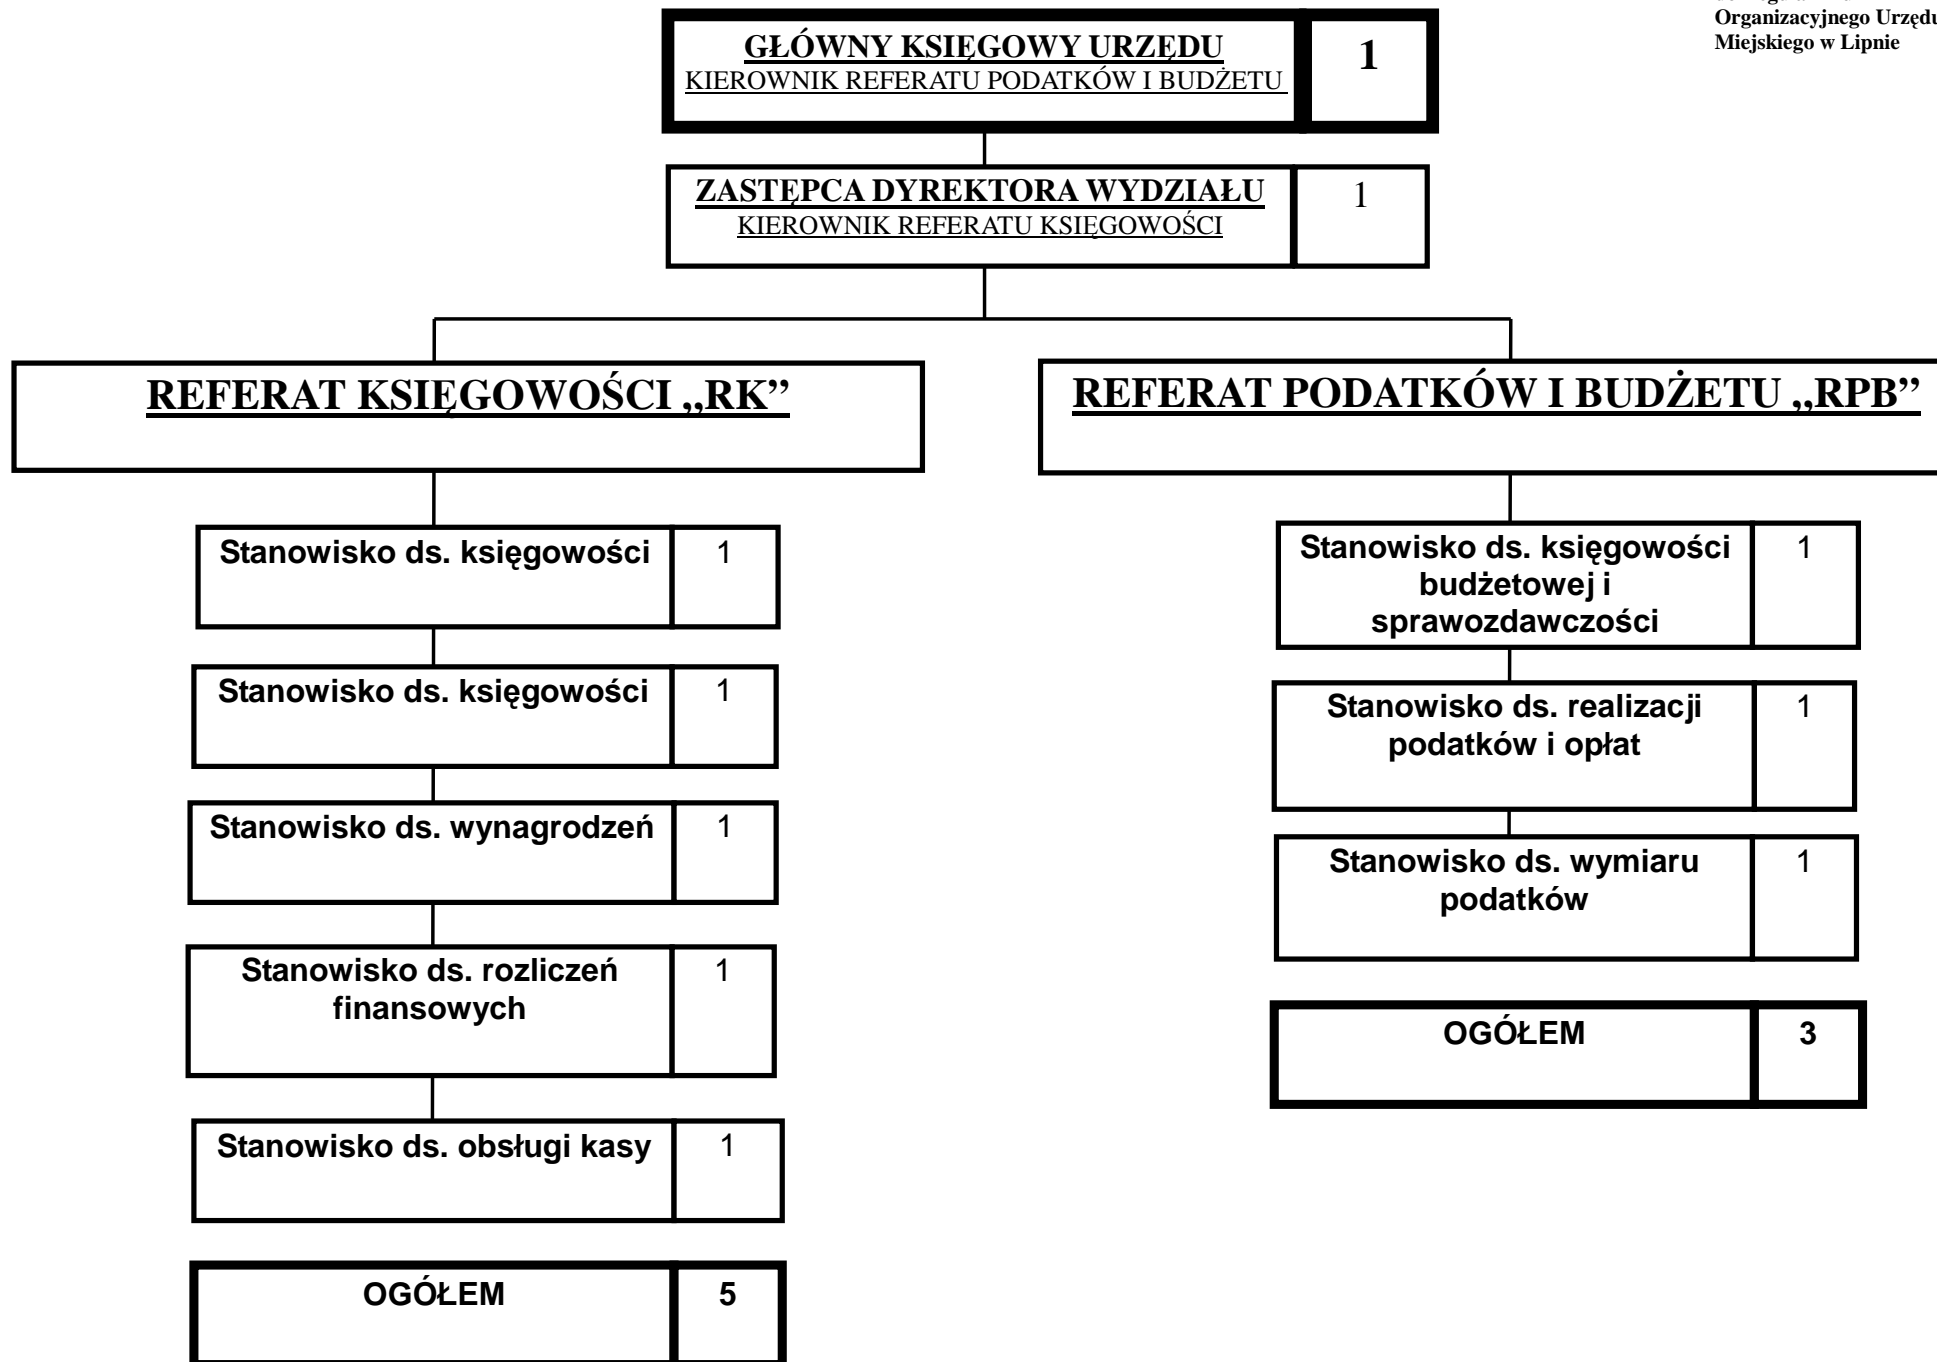 Organizacyjnego Urzędu
Miejskiego w Lipnie
GŁÓWNY KSIĘGOWY URZĘDU
KIEROWNIK REFERATU PODATKÓW I BUDŻETU
1
ZASTĘPCA DYREKTORA WYDZIAŁU
KIEROWNIK REFERATU KSIĘGOWOŚCI
1
REFERAT KSIĘGOWOŚCI „RK”
Stanowisko ds. księgowości
1
Stanowisko ds. księgowości
1
Stanowisko ds. wynagrodzeń
1
Stanowisko ds. rozliczeń
finansowych
1
Stanowisko ds. obsługi kasy
1
OGÓŁEM
5
REFERAT PODATKÓW I BUDŻETU „RPB”
Stanowisko ds. księgowości
budżetowej i
sprawozdawczości
1
Stanowisko ds. realizacji
podatków i opłat
1
Stanowisko ds. wymiaru
podatków
1
OGÓŁEM
3